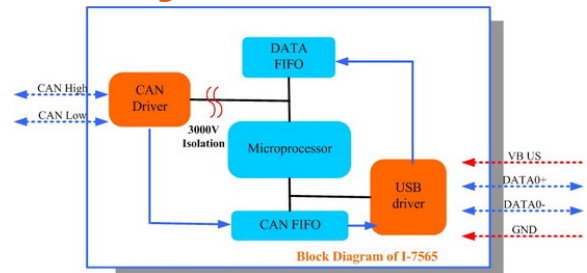 DATA
FIFO
CAN High
CAN
Driver
CAN Low
3000V
Isolation
Microprocessor
VB US
DATA0+
USB
driver
DATA0-
CAN FIFO
GND
Block Diagram of I-7565